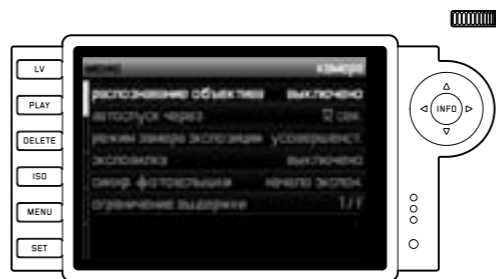 LV
PLAY
DELETE
ISO
MENU
SET
INFO
меню камера
распознавание объектива выключено
автоспуск через 12 сек.
режим замера экспозиции усовершенст.
выключено
синхр. фотовспышки начало экспон.
ограничение выдержки 1/f